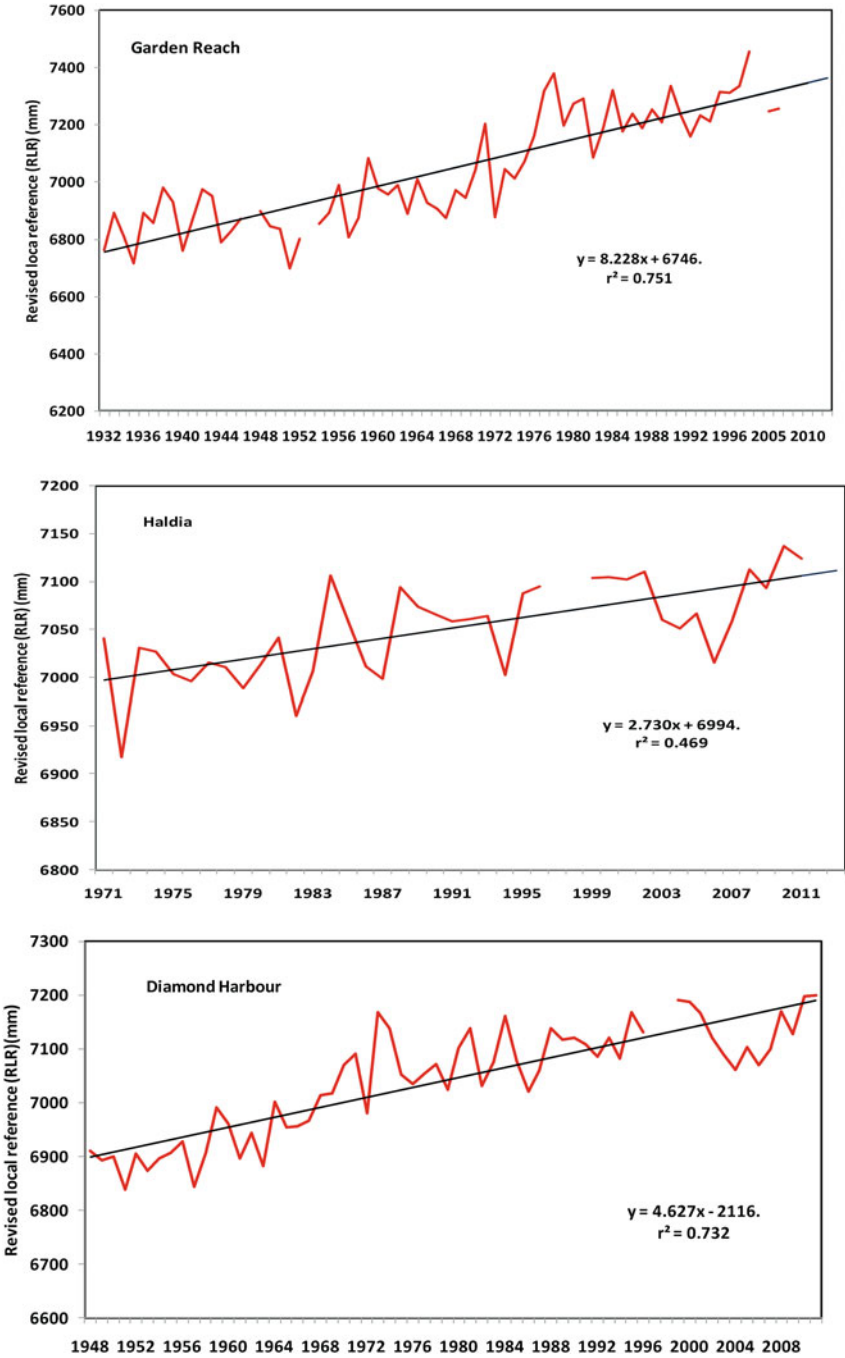 7600
Garden Reach
7400
7200
7000
6800
6600
6400
6200
Revised loca reference (RLR) (mm)
y = 8.228x + 6746.
r² = 0.751
1932 1936 1940 1944 1948 1952 1956 1960 1964 1968 1972 1976 1980 1984 1988 1992 1996 2005 2010
7200
Haldia
7150
7100
7050
7000
6950
6900
6850
6800
Revised local reference (RLR) (mm)
y = 2.730x + 6994.
r² = 0.469
1971 1975 1979 1983 1987 1991 1995 1999 2003 2007 2011
7300
Diamond Harbour
7200
7100
7000
6900
6800
6700
6600
Revised local reference (RLR)(mm)
y = 4.627x - 2116.
r² = 0.732
1948 1952 1956 1960 1964 1968 1972 1976 1980 1984 1988 1992 1996 2000 2004 2008